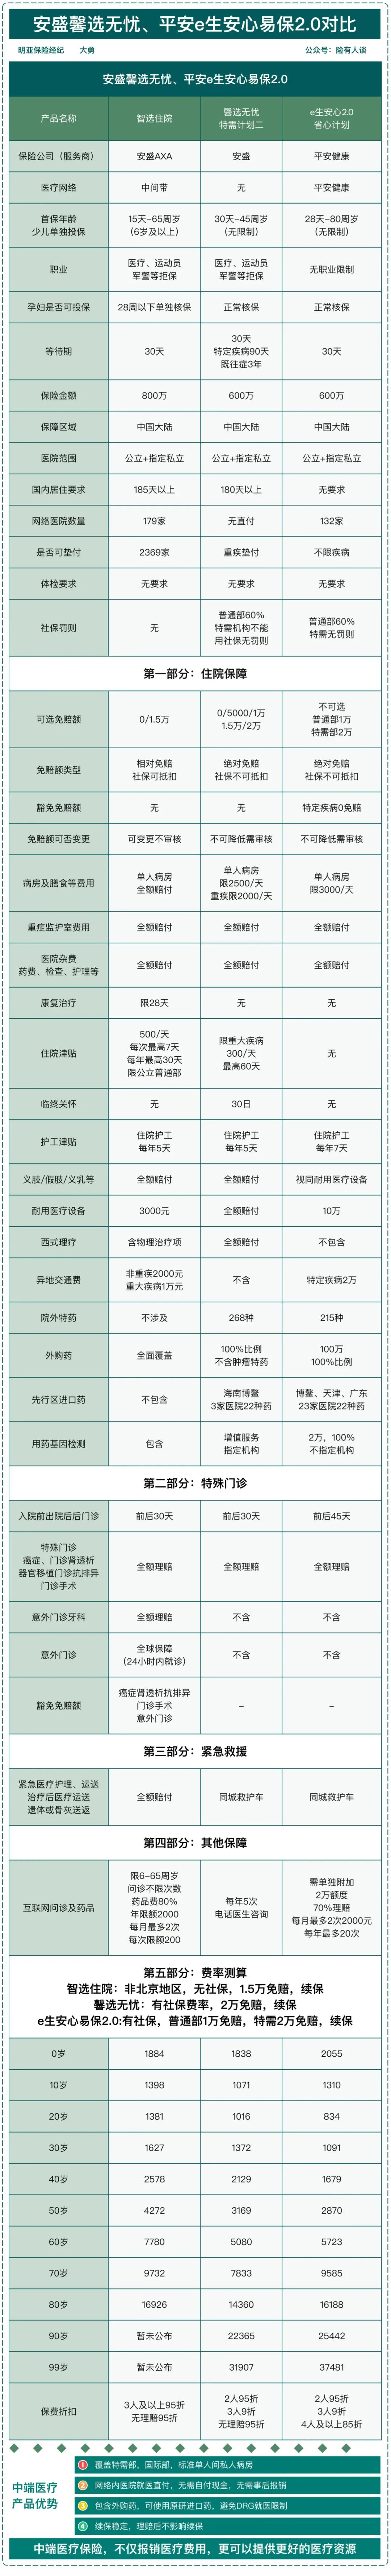 安盛馨选无忧、平安e生安心易保2.0对比
明亚保险经纪 大勇 公众号：险有人谈
安盛馨选无忧、平安e生安心易保2.0
产品名称 智选住院 馨选无忧 特需计划二 e生安心2.0 省心计划
保险公司（服务商） 安盛AXA 安盛 平安健康
医疗网络 中间带 无 平安健康
首保年龄 少儿单独投保 15天-65周岁 （6岁及以上） 30天-45周岁 （无限制） 28天-80周岁 （无限制）
职业 医疗、运动员 军警等拒保 医疗、运动员 军警等拒保 无职业限制
孕妇是否可投保 28周以下单独核保 正常核保 正常核保
等待期 30天 30天 特定疾病90天 既往症3年 30天
保险金额 800万 600万 600万
保障区域 中国大陆 中国大陆 中国大陆
医院范围 公立+指定私立 公立+指定私立 公立+指定私立
国内居住要求 185天以上 180天以上 无要求
网络医院数量 179家 无直付 132家
是否可垫付 2369家 重疾垫付 不限疾病
体检要求 无要求 无要求 无要求
社保罚则 无 普通部60% 特需机构不能 用社保无罚则 普通部60% 特需无罚则
第一部分：住院保障
可选免赔额 0/1.5万 0/5000/1万 1.5万/2万 不可选 普通部1万 特需部2万
免赔额类型 相对免赔 社保可抵扣 绝对免赔 社保不可抵扣 绝对免赔 社保不可抵扣
豁免免赔额 无 无 特定疾病0免赔
免赔额可否变更 可变更不审核 不可降低需审核 不可降低需审核
病房及膳食等费用 单人病房 全额赔付 单人病房 限2500/天 重疾限2000/天 单人病房 限3000/天
重症监护室费用 全额赔付 全额赔付 全额赔付
医院杂费 药费、检查、护理等 全额赔付 全额赔付 全额赔付
康复治疗 限28天 无 无
住院津贴 500/天 每次最高7天 每年最高30天 限公立普通部 限重大疾病 300/天 最高60天 无
临终关怀 无 30日 无
护工津贴 住院护工 每年5天 住院护工 每年5天 住院护工 每年7天
义肢/假肢/义乳等 全额赔付 全额赔付 视同耐用医疗设备
耐用医疗设备 3000元 全额赔付 10万
西式理疗 含物理治疗项 全额赔付 不包含
异地交通费 非重疾2000元 重大疾病1万元 不含 特定疾病2万
院外特药 不涉及 268种 215种
外购药 全面覆盖 100%比例 不含肿瘤特药 100万 100%比例
先行区进口药 不包含 海南博鳌 3家医院22种药 博鳌、天津、广东 23家医院22种药
用药基因检测 包含 增值服务 指定机构 2万，100% 不指定机构
第二部分：特殊门诊
入院前出院后后门诊 前后30天 前后30天 前后45天
特殊门诊 癌症、门诊肾透析 器官移植门诊抗排异 门诊手术 全额理赔 全额理赔 全额理赔
意外门诊牙科 全额理赔 不含 不含
意外门诊 全球保障 （24小时内就诊） 不含 不含
豁免免赔额 癌症肾透析抗排异 门诊手术 意外门诊 – –
第三部分：紧急救援
紧急医疗护理、运送 治疗后医疗运送 遗体或骨灰送返 全额赔付 同城救护车 同城救护车
第四部分：其他保障
互联网问诊及药品 限6-65周岁 问诊不限次数 药品费80% 年限额2000 每月最多2次 每次限额200 每年5次 电话医生咨询 需单独附加 2万额度 70%理赔 每月最多2次2000元 每年最多20次
第五部分：费率测算
智选住院：非北京地区，无社保，1.5万免赔，续保
馨选无忧：有社保费率，2万免赔，续保
e生安心易保2.0:有社保，普通部1万免赔，特需2万免赔，续保
0岁 1884 1838 2055
10岁 1398 1071 1310
20岁 1381 1016 834
30岁 1627 1372 1091
40岁 2578 2129 1679
50岁 4272 3169 2870
60岁 7780 5080 5723
70岁 9732 7833 9585
80岁 16926 14360 16188
90岁 暂未公布 22365 25442
99岁 暂未公布 31907 37481
保费折扣 3人及以上95折 无理赔95折 2人95折 3人9折 无理赔95折 2人95折 3人9折 4人及以上85折
中端医疗
产品优势
1 覆盖特需部，国际部，标准单人间私人病房
2 网络内医院就医直付，无需自付现金，无需事后报销
3 包含外购药，可使用原研进口药，避免DRG就医限制
4 续保稳定，理赔后不影响续保
中端医疗保险，不仅报销医疗费用，更可以提供更好的医疗资源